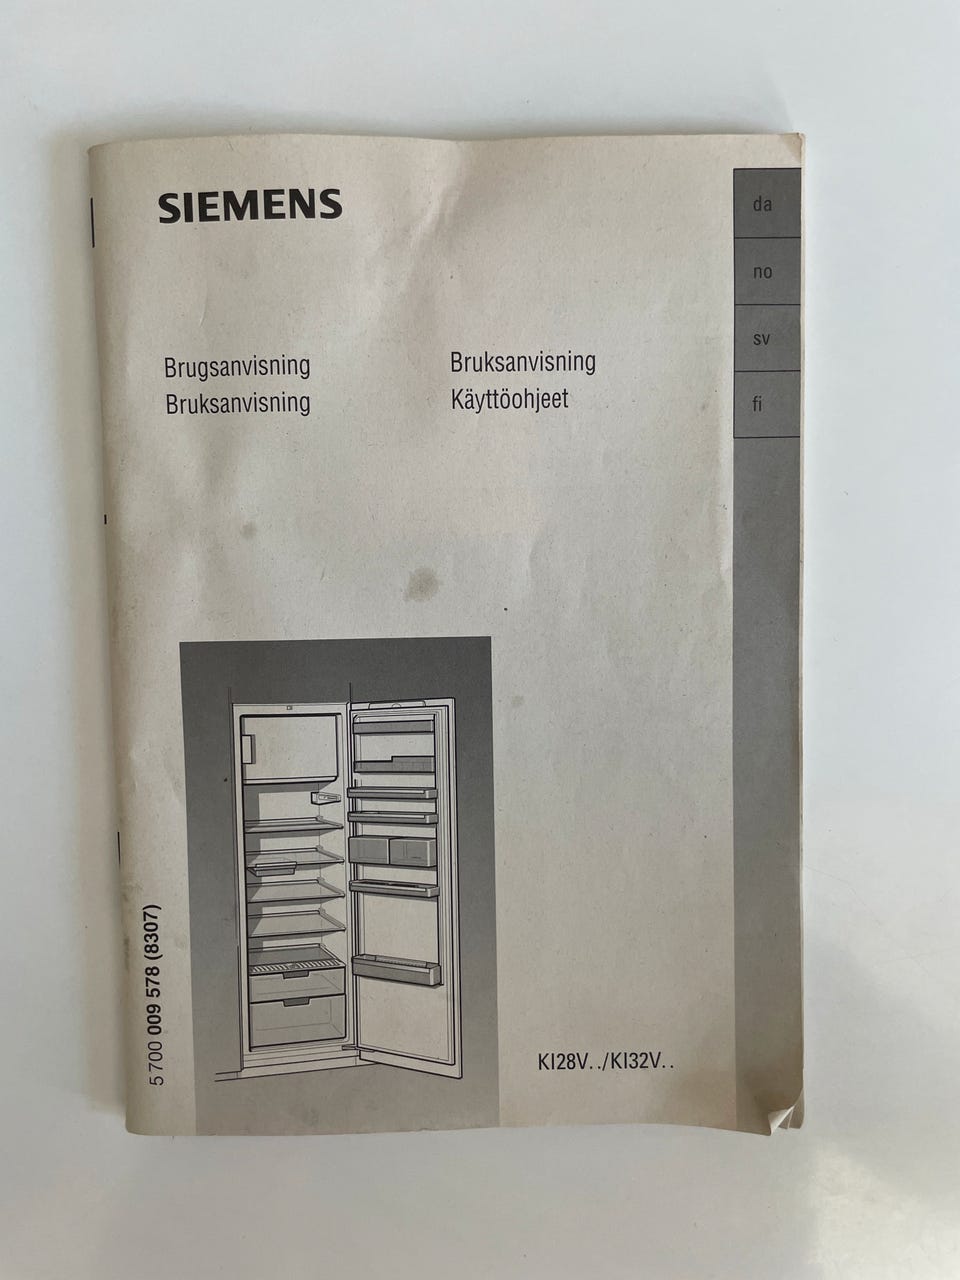 SIEMENS
da
no
sv
fi
Brugsanvisning
Bruksanvisning
Bruksanvisning
Käyttöohjeet
5 700 009 578 (8307)
KI28V../KI32V..